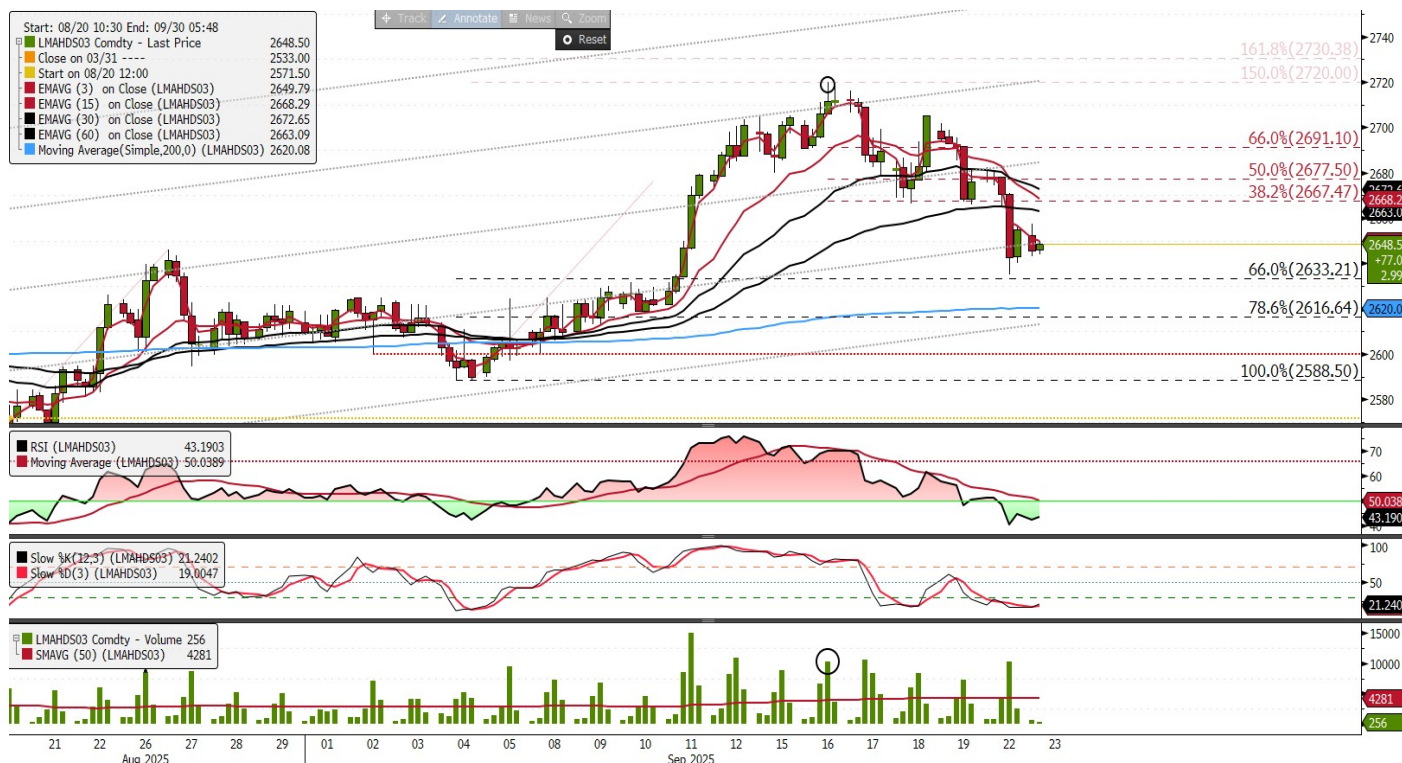 Track Annotate News Zoom
Reset
Start: 08/20 10:30 End: 09/30 05:48
LMAHDS03 Comdty - Last Price 2648.50
Close on 03/31 ---- 2533.00
Start on 08/20 12:00 2571.50
EMAVG (3) on Close (LMAHDS03) 2649.79
EMAVG (15) on Close (LMAHDS03) 2668.29
EMAVG (30) on Close (LMAHDS03) 2672.65
EMAVG (60) on Close (LMAHDS03) 2663.09
Moving Average(Simple,200,0) (LMAHDS03) 2620.08
2740
161.8%(2730.38)
150.0%(2720.00)
2720
2700
66.0%(2691.10)
2680
50.0%(2677.50)
38.2%(2667.47)
2668.2
2663.0
2648.5
-77.0
2.99
66.0%(2633.21)
78.6%(2616.64)
2620.0
2600
100.0%(2588.50)
2580
RSI (LMAHDS03) 43.1903
Moving Average (LMAHDS03) 50.0389
70
60
50.038
43.190
Slow %K(12,3) (LMAHDS03) 21.2402
Slow %D(3) (LMAHDS03) 19.0047
100
50
21.240
LMAHDS03 Comdty - Volume 256
SMAVG (50) (LMAHDS03) 4281
15000
10000
4281
256
21 22 26 27 28 29 01 02 03 04 05 08 09 10 11 12 15 16 17 18 19 22 23
Aug 2025 Sep 2025